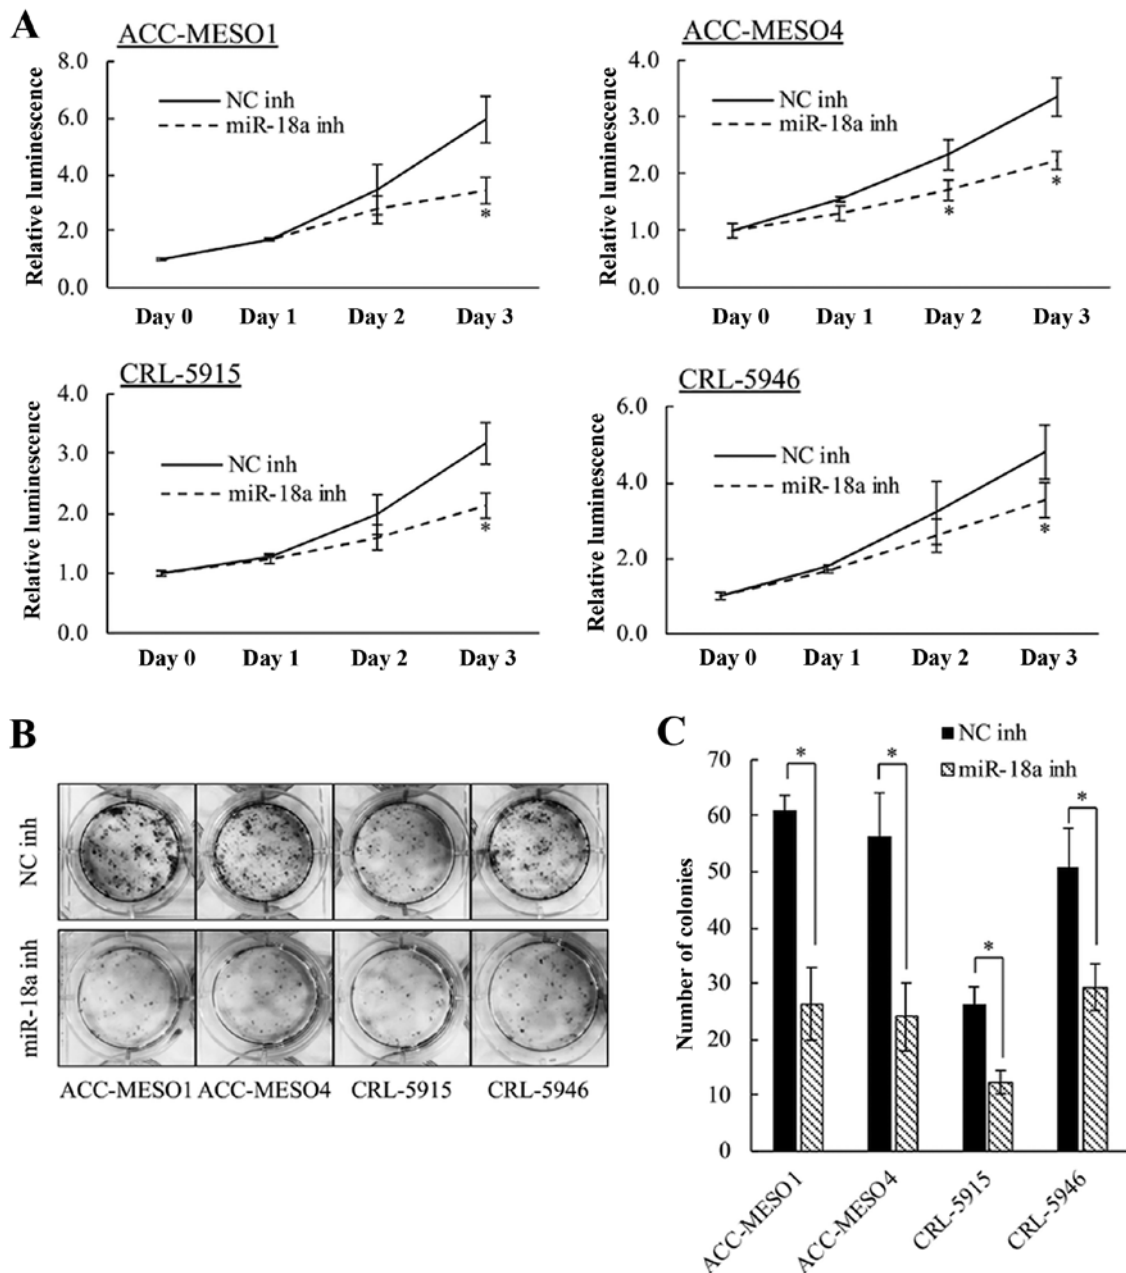 A
ACC-MESO1
Relative luminescence
8.0
6.0
4.0
2.0
0.0
NC inh
miR-18a inh
*
Day 0 Day 1 Day 2 Day 3
ACC-MESO4
Relative luminescence
4.0
3.0
2.0
1.0
0.0
NC inh
miR-18a inh
*
*
Day 0 Day 1 Day 2 Day 3
CRL-5915
Relative luminescence
4.0
3.0
2.0
1.0
0.0
NC inh
miR-18a inh
*
Day 0 Day 1 Day 2 Day 3
CRL-5946
Relative luminescence
6.0
4.0
2.0
0.0
NC inh
miR-18a inh
*
Day 0 Day 1 Day 2 Day 3
B
NC inh
miR-18a inh
ACC-MESO1 ACC-MESO4 CRL-5915 CRL-5946
C
NC inh
miR-18a inh
Number of colonies
70
60
50
40
30
20
10
0
* * * *
ACC-MESO1
ACC-MESO4
CRL-5915
CRL-5946